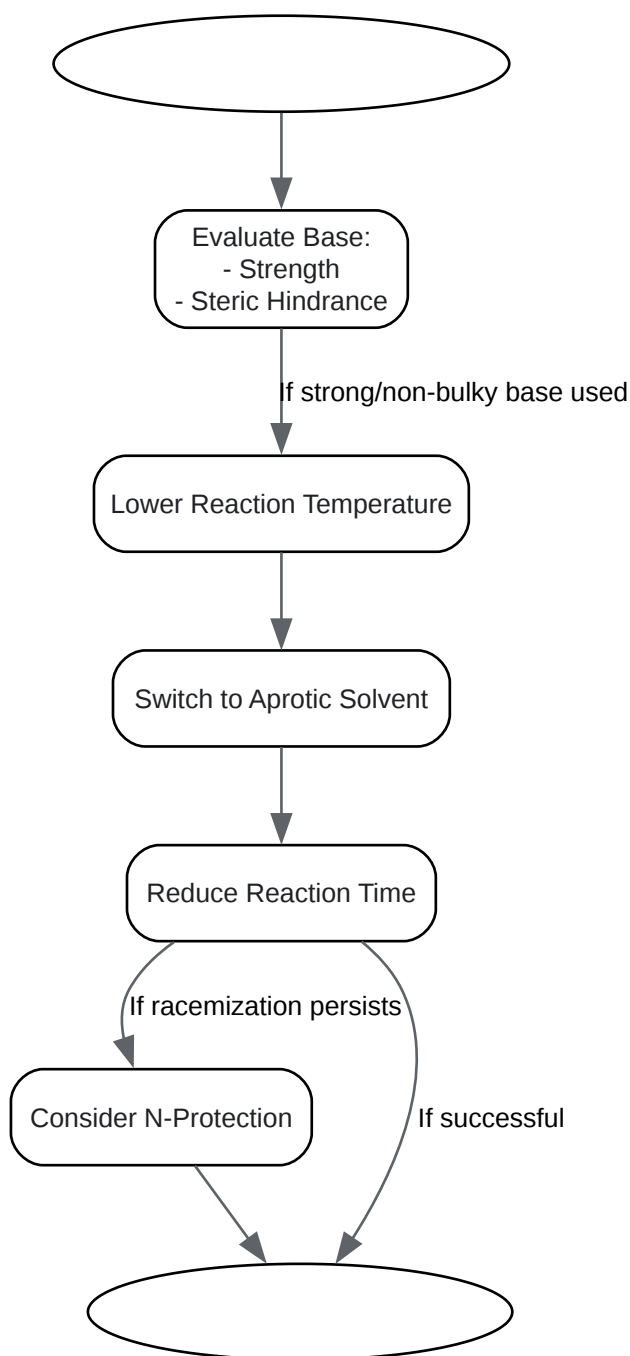 Evaluate Base:
- Strength
- Steric Hindrance
If strong/non-bulky base used
Lower Reaction Temperature
Switch to Aprotic Solvent
Reduce Reaction Time
If racemization persists
Consider N-Protection
If successful